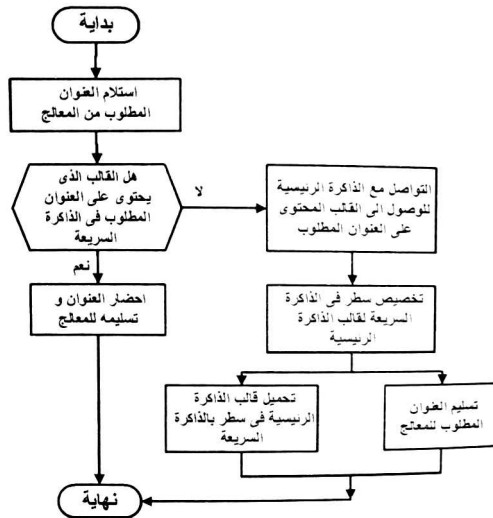 بداية
استلام العنوان
المطلوب من المعالج
هل القالب الذى
يحتوى على العنوان
المطلوب فى الذاكرة
السريعة
لا
التواصل مع الذاكرة الرئيسية
للوصول الى القالب المحتوى
على العنوان المطلوب
نعم
احضار العنوان و
تسليمه للمعالج
تخصيص سطر فى الذاكرة
السريعة لقالب الذاكرة
الرئيسية
تحميل قالب الذاكرة
الرئيسية فى سطر بالذاكرة
السريعة
تسليم العنوان
المطلوب للمعالج
نهاية